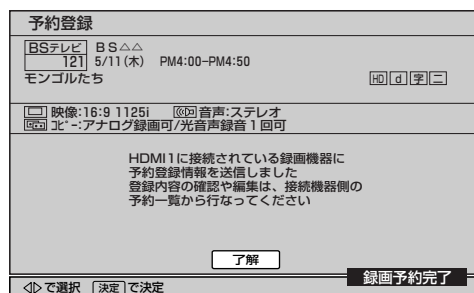 予約登録
BSテレビ BS△△
121 5/11(木) PM4:00-PM4:50
モンゴルたち
HD d 字 二
映像:16:9 1125i 音声:ステレオ
コピー:アナログ録画可/光音声録音1回可
HDMI1に接続されている録画機器に
予約登録情報を送信しました
登録内容の確認や編集は、接続機器側の
予約一覧から行なってください
了解
録画予約完了
で選択 決定 で決定